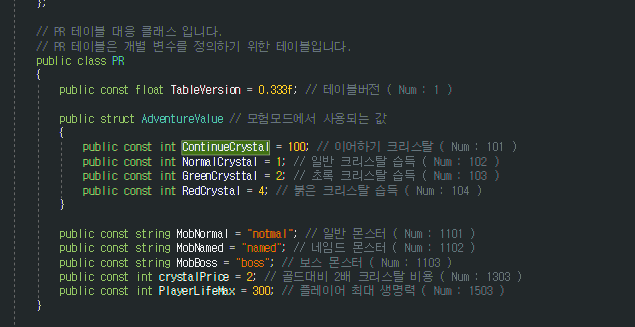 };
// PR 테이블 대응 클래스 입니다.
// PR 테이블은 개별 변수를 정의하기 위한 테이블입니다.
public class PR
{
public const float TableVersion = 0.333f; // 테이블버전 ( Num : 1 )
public struct AdventureValue // 모험모드에서 사용되는 값
{
public const int ContinueCrystal = 100; // 이어하기 크리스탈 ( Num : 101 )
public const int NormalCrystal = 1; // 일반 크리스탈 습득 ( Num : 102 )
public const int GreenCrysttal = 2; // 초록 크리스탈 습득 ( Num : 103 )
public const int RedCrystal = 4; // 붉은 크리스탈 습득 ( Num : 104 )
}
public const string MobNormal = "notmal"; // 일반 몬스터 ( Num : 1101 )
public const string MobNamed = "named"; // 네임드 몬스터 ( Num : 1102 )
public const string MobBoss = "boss"; // 보스 몬스터 ( Num : 1103 )
public const int crystalPrice = 2; // 골드대비 2배 크리스탈 비용 ( Num : 1303 )
public const int PlayerLifeMax = 300; // 플레이어 최대 생명력 ( Num : 1503 )
}